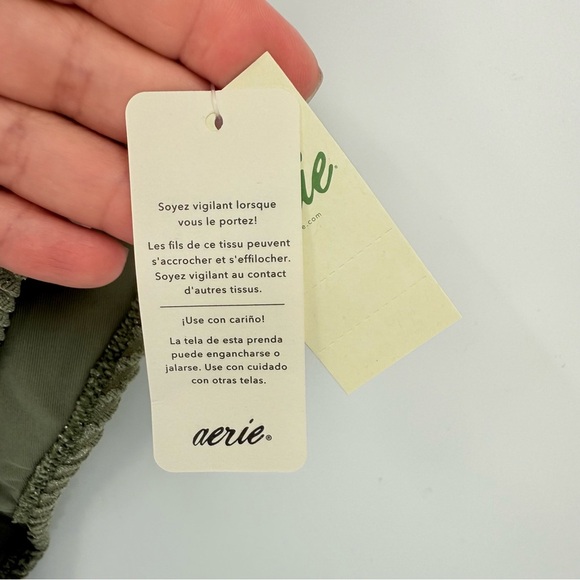 Soyez vigilant lorsque
vous le portez!
Les fils de ce tissu peuvent
s'accrocher et s'effilocher.
Soyez vigilant au contact
d'autres tissus.
¡Use con cariño!
La tela de esta prenda
puede engancharse o
jalarse. Use con cuidado
con otras telas.
aerie®